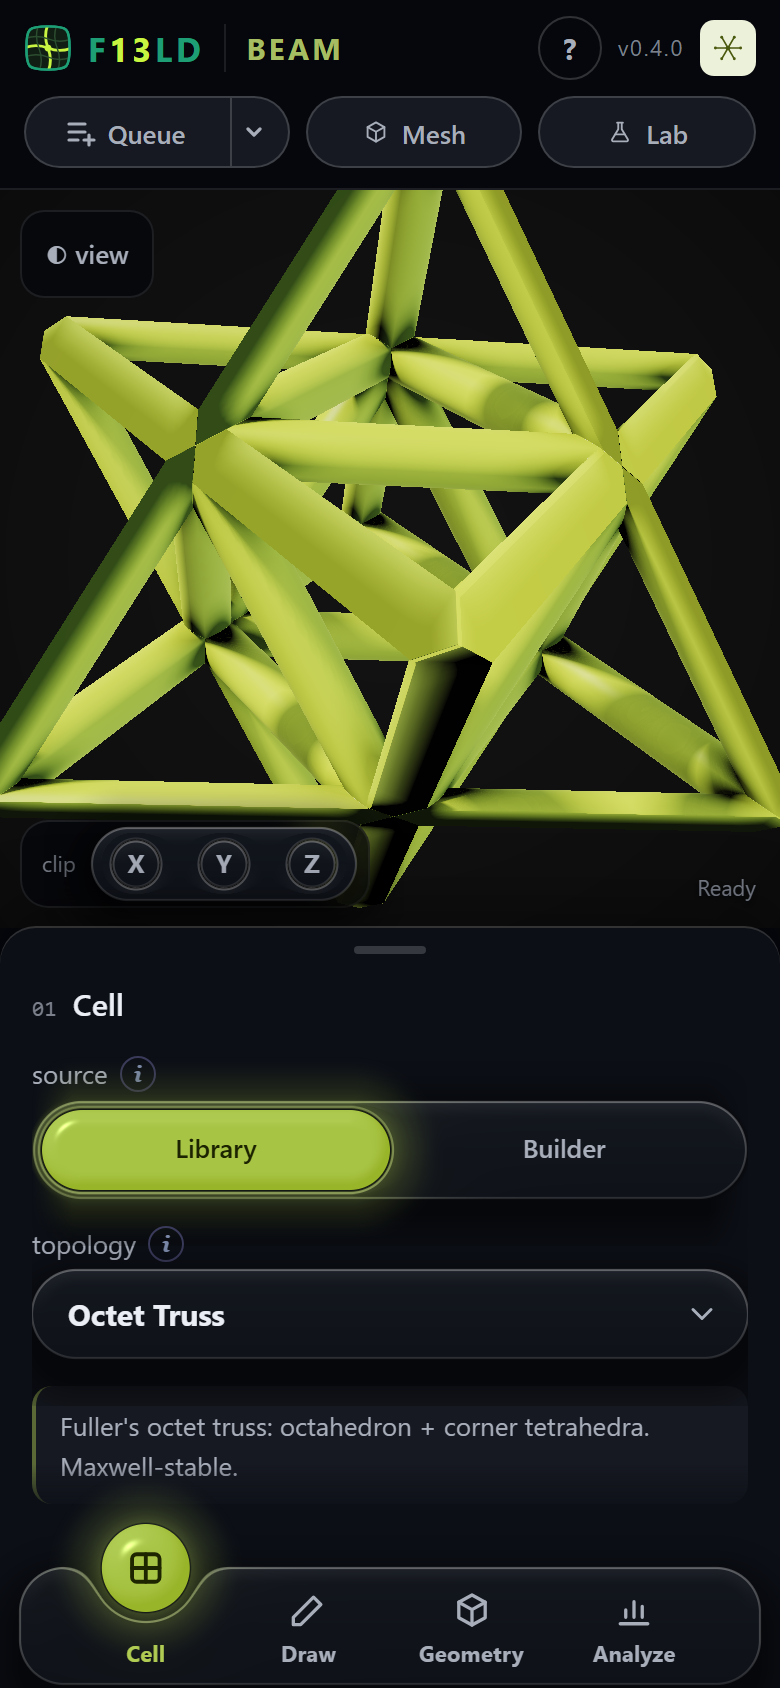 F13LD BEAM ? v0.4.0
Queue Mesh Lab
view
clip X Y Z
Ready
01 Cell
source i
Library Builder
topology i
Octet Truss
Fuller's octet truss: octahedron + corner tetrahedra.
Maxwell-stable.
Cell Draw Geometry Analyze